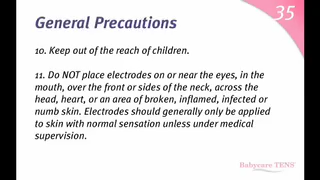 35
General Precautions
10. Keep out of the reach of children.
11. Do NOT place electrodes on or near the eyes, in the
mouth, over the front or sides of the neck, across the
head, heart, or an area of broken, inflamed, infected or
numb skin. Electrodes should generally only be applied
to skin with normal sensation unless under medical
supervision.
Babycare TENS